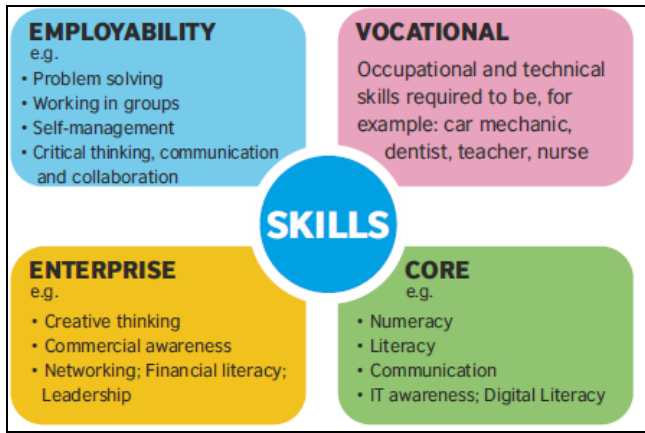 EMPLOYABILITY
e.g.
• Problem solving
• Working in groups
• Self-management
• Critical thinking, communication
and collaboration
VOCATIONAL
Occupational and technical
skills required to be, for
example: car mechanic,
dentist, teacher, nurse
SKILLS
ENTERPRISE
e.g.
• Creative thinking
• Commercial awareness
• Networking; Financial literacy;
Leadership
CORE
e.g.
• Numeracy
• Literacy
• Communication
• IT awareness; Digital Literacy